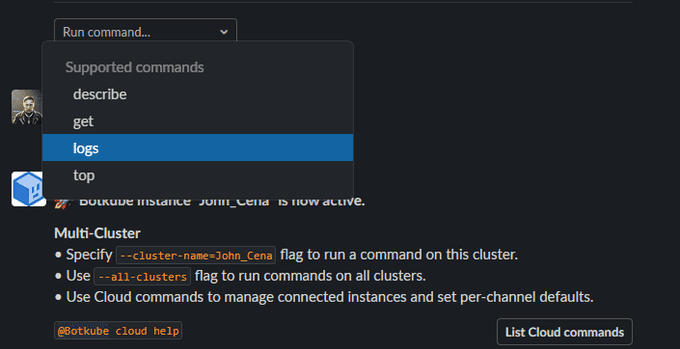 Run command...
Supported commands
describe
get
logs
top
Botkube instance "John_Cena" is now active.
Multi-Cluster
• Specify --cluster-name=John_Cena flag to run a command on this cluster.
• Use --all-clusters flag to run commands on all clusters.
• Use Cloud commands to manage connected instances and set per-channel defaults.
@Botkube cloud help
List Cloud commands